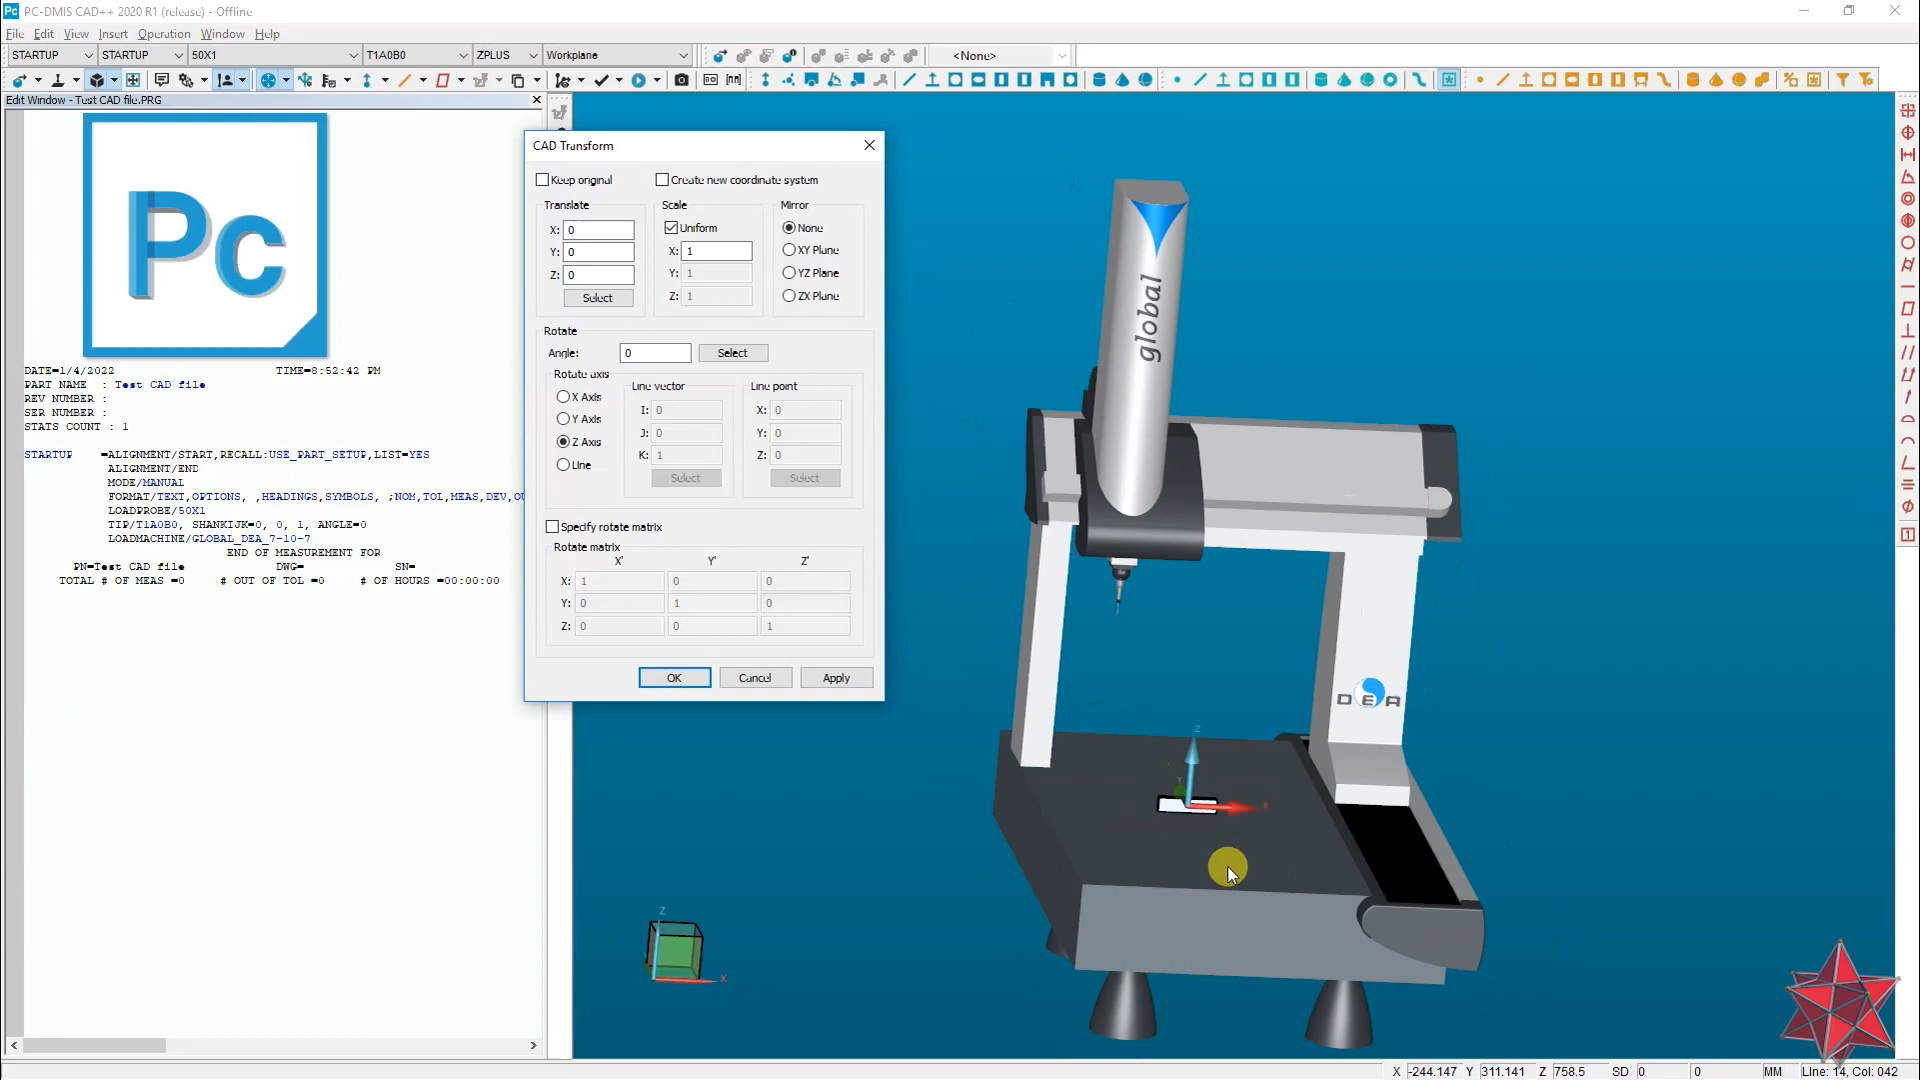 PC-DMIS CAD++ 2020 R1 (release) - Offline
File Edit View Insert Operation Window Help
STARTUP STARTUP 50X1 T1A0B0 ZPLUS Workplane <None>
Edit Window - Test CAD file.PRG
Pc
DATE=1/4/2022 TIME=8:52:42 PM
PART NAME : Test CAD file
REV NUMBER :
SER NUMBER :
STATS COUNT : 1
STARTUP =ALIGNMENT/START,RECALL:USE_PART_SETUP,LIST=YES
ALIGNMENT/END
MODE/MANUAL
FORMAT/TEXT,OPTIONS, ,HEADINGS,SYMBOLS, ;NOM,TOL,MEAS,DEV,OU
LOADPROBE/50X1
TIP/T1A0B0, SHANKIJK=0, 0, 1, ANGLE=0
LOADMACHINE/GLOBAL_DEA_7-10-7
END OF MEASUREMENT FOR
PN=Test CAD file DWG= SN=
TOTAL # OF MEAS =0 # OUT OF TOL =0 # OF HOURS =00:00:00
CAD Transform
Keep original Create new coordinate system
Translate Scale Mirror
X: 0 Uniform None
Y: 0 X: 1 XY Plane
Z: 0 Y: 1 YZ Plane
Select Z: 1 ZX Plane
Rotate
Angle: 0 Select
Rotate axis Line vector Line point
X Axis I: 0 X: 0
Y Axis J: 0 Y: 0
Z Axis K: 1 Z: 0
Line Select Select
Specify rotate matrix
Rotate matrix
X' Y' Z'
X: 1 0 0
Y: 0 1 0
Z: 0 0 1
OK Cancel Apply
global
DEA
Z
Y
X
Z
X
X -244.147 Y 311.141 Z 758.5 SD 0 0 MM Line: 14, Col: 042